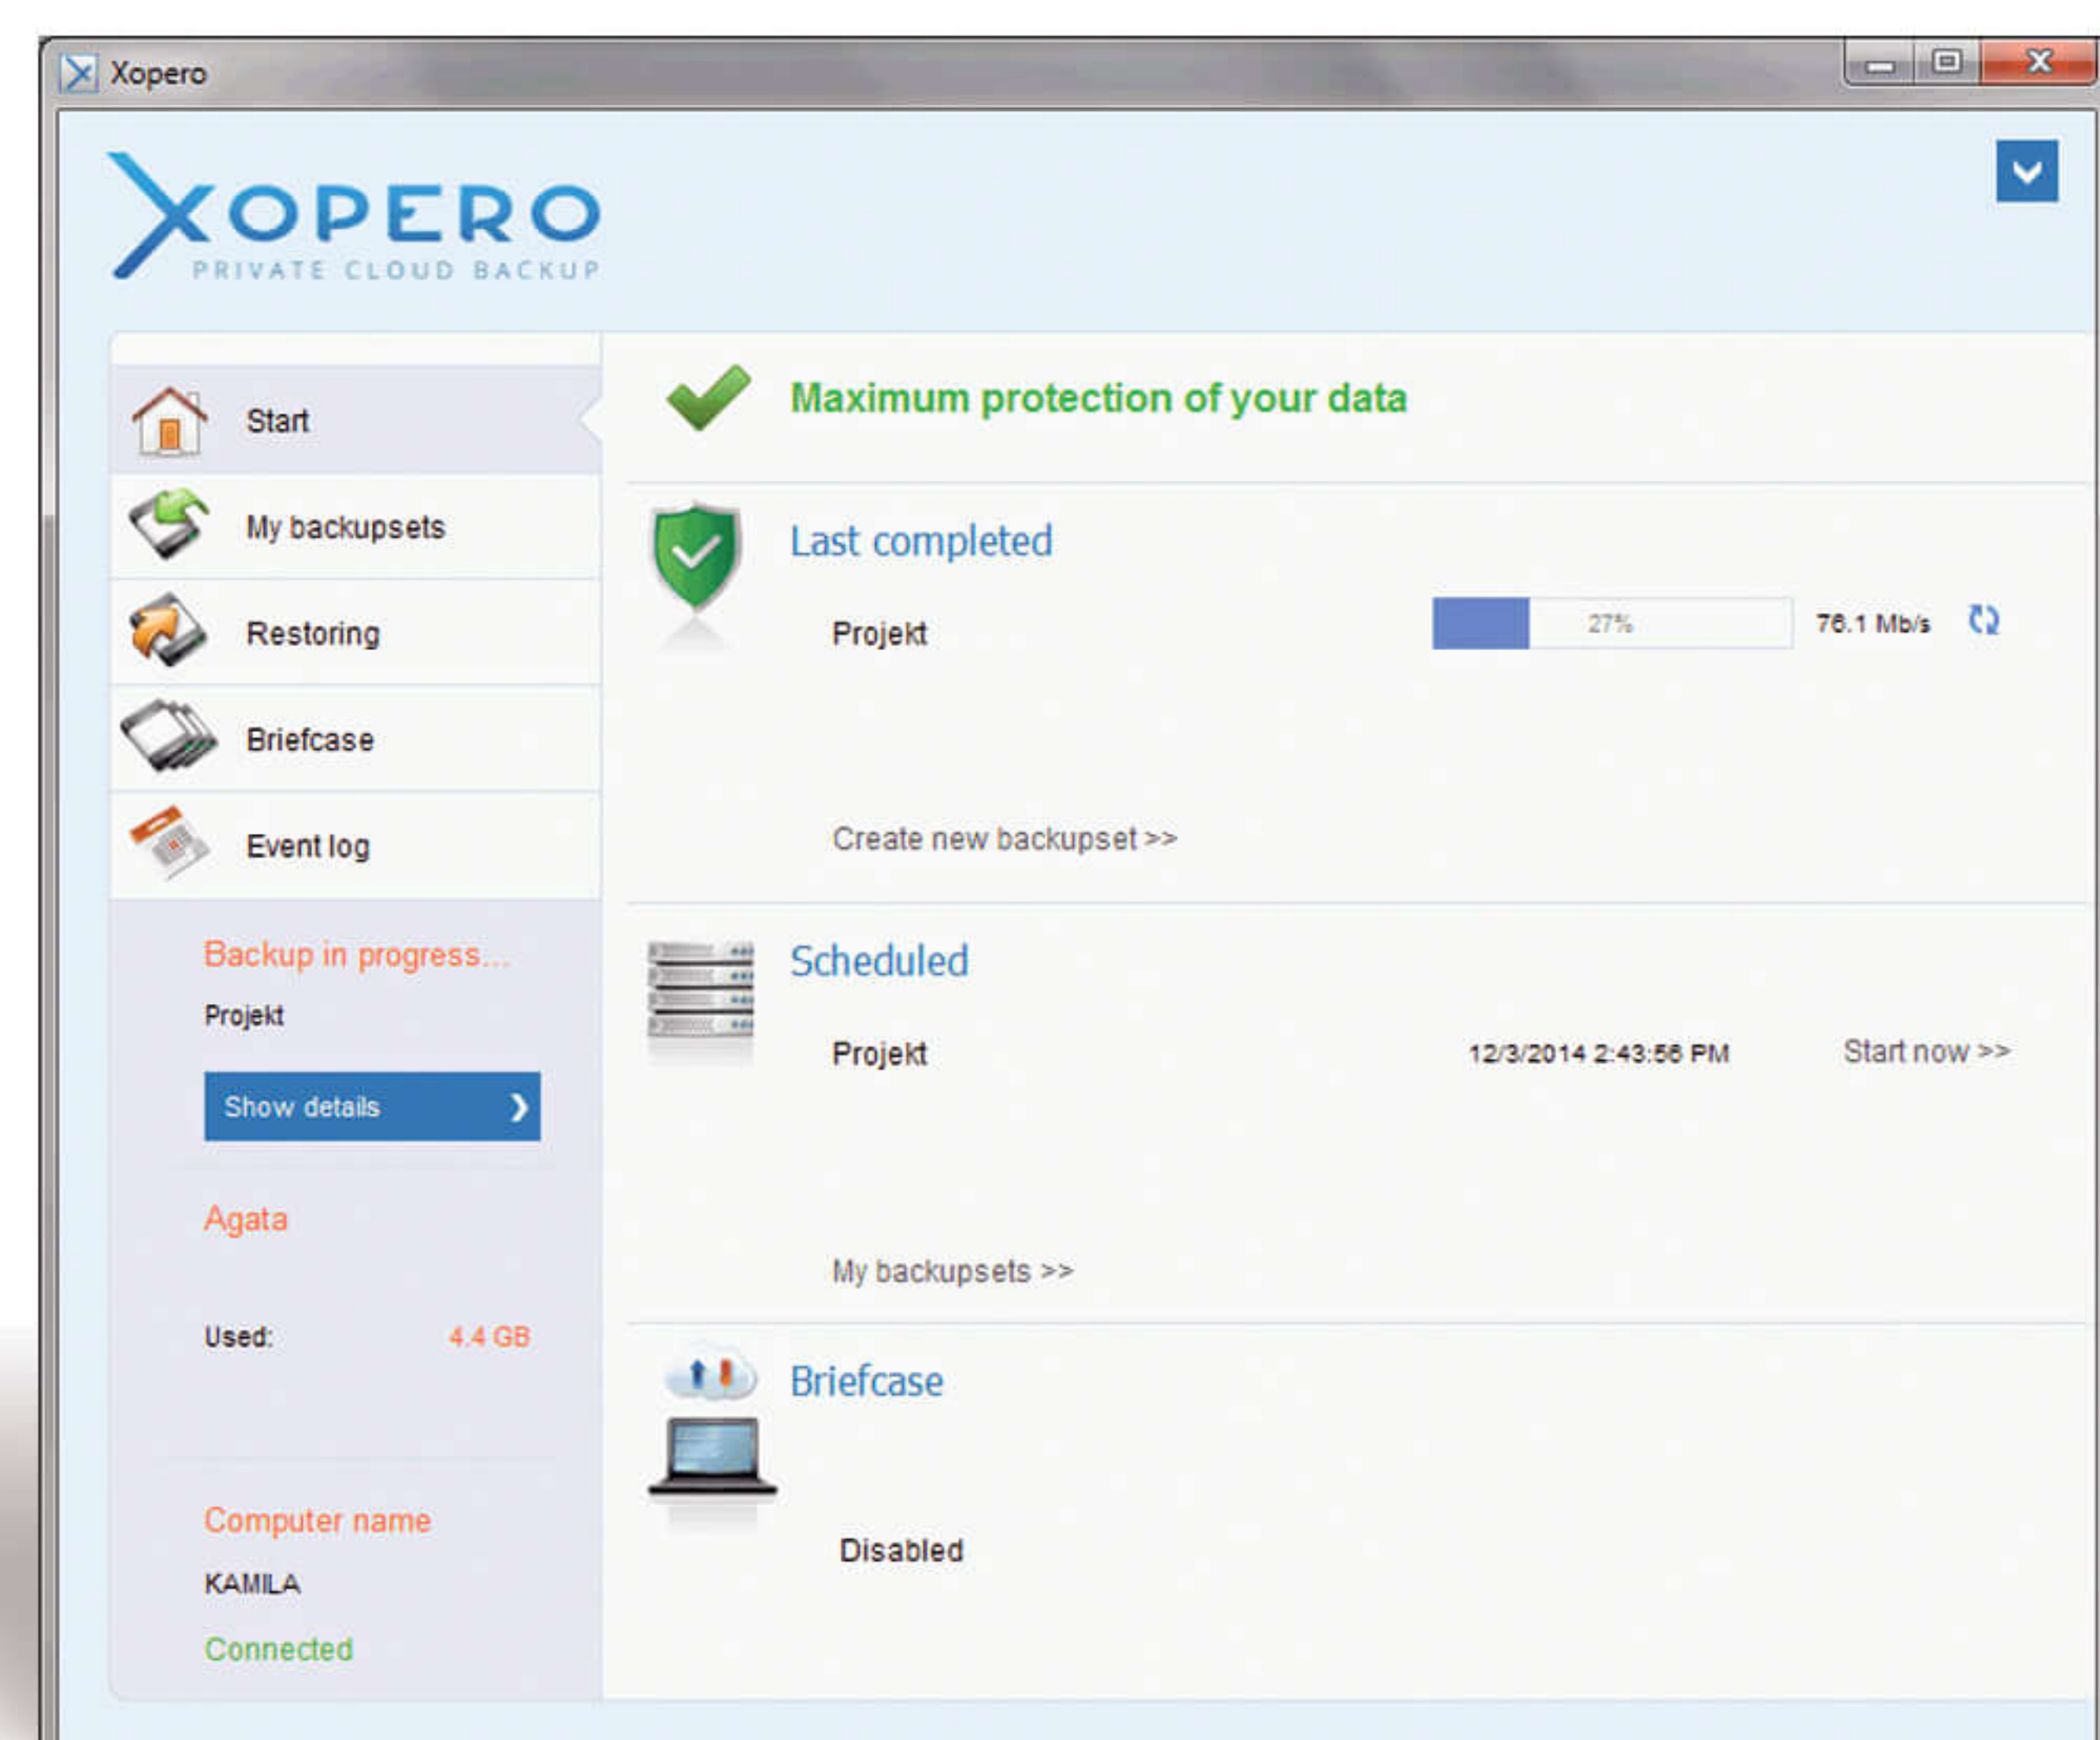 Xopero
XOPERO
PRIVATE CLOUD BACKUP
Start
My backupsets
Restoring
Briefcase
Event log
Backup in progress...
Projekt
Show details
Agata
Used: 4.4 GB
Computer name
KAMILA
Connected
Maximum protection of your data
Last completed
Projekt 27% 76.1 Mb/s
Create new backupset >>
Scheduled
Projekt 12/3/2014 2:43:56 PM Start now >>
My backupsets >>
Briefcase
Disabled